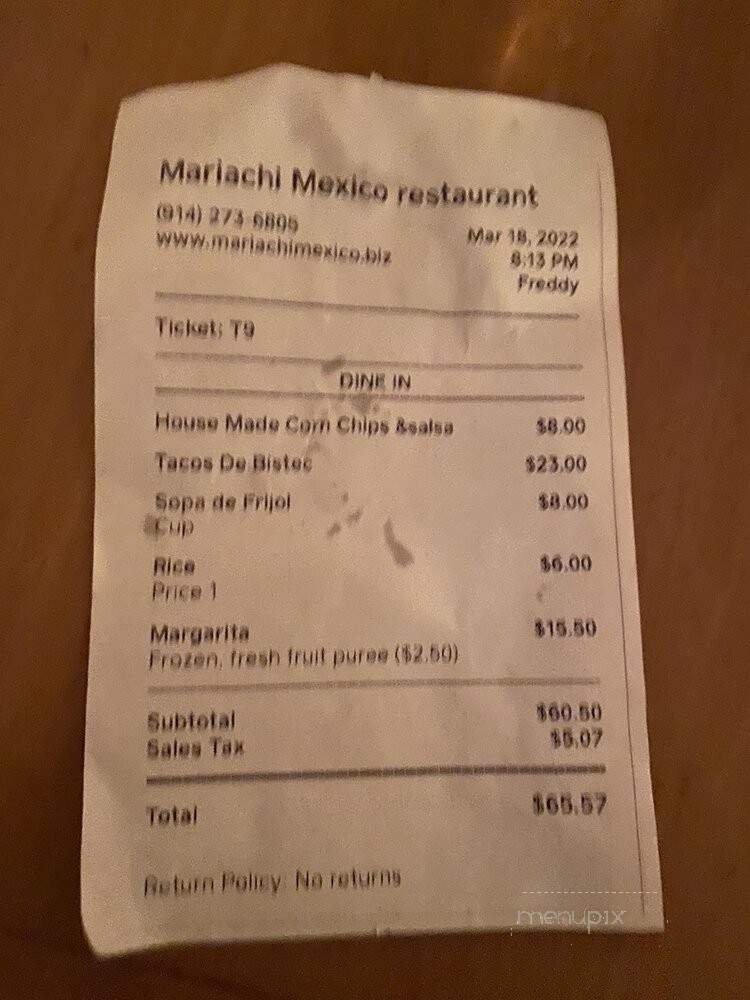 Mariachi Mexico restaurant
(914) 273-6805
www.mariachimexico.biz
Mar 18, 2022
8:13 PM
Freddy
Ticket: T9
DINE IN
House Made Corn Chips &salsa $8.00
Tacos De Bistec $23.00
Sopa de Frijol $8.00
Cup
Rice $6.00
Price 1
Margarita $15.50
Frozen, fresh fruit puree ($2.50)
Subtotal $60.50
Sales Tax $5.07
Total $65.57
Return Policy: No returns
menupix